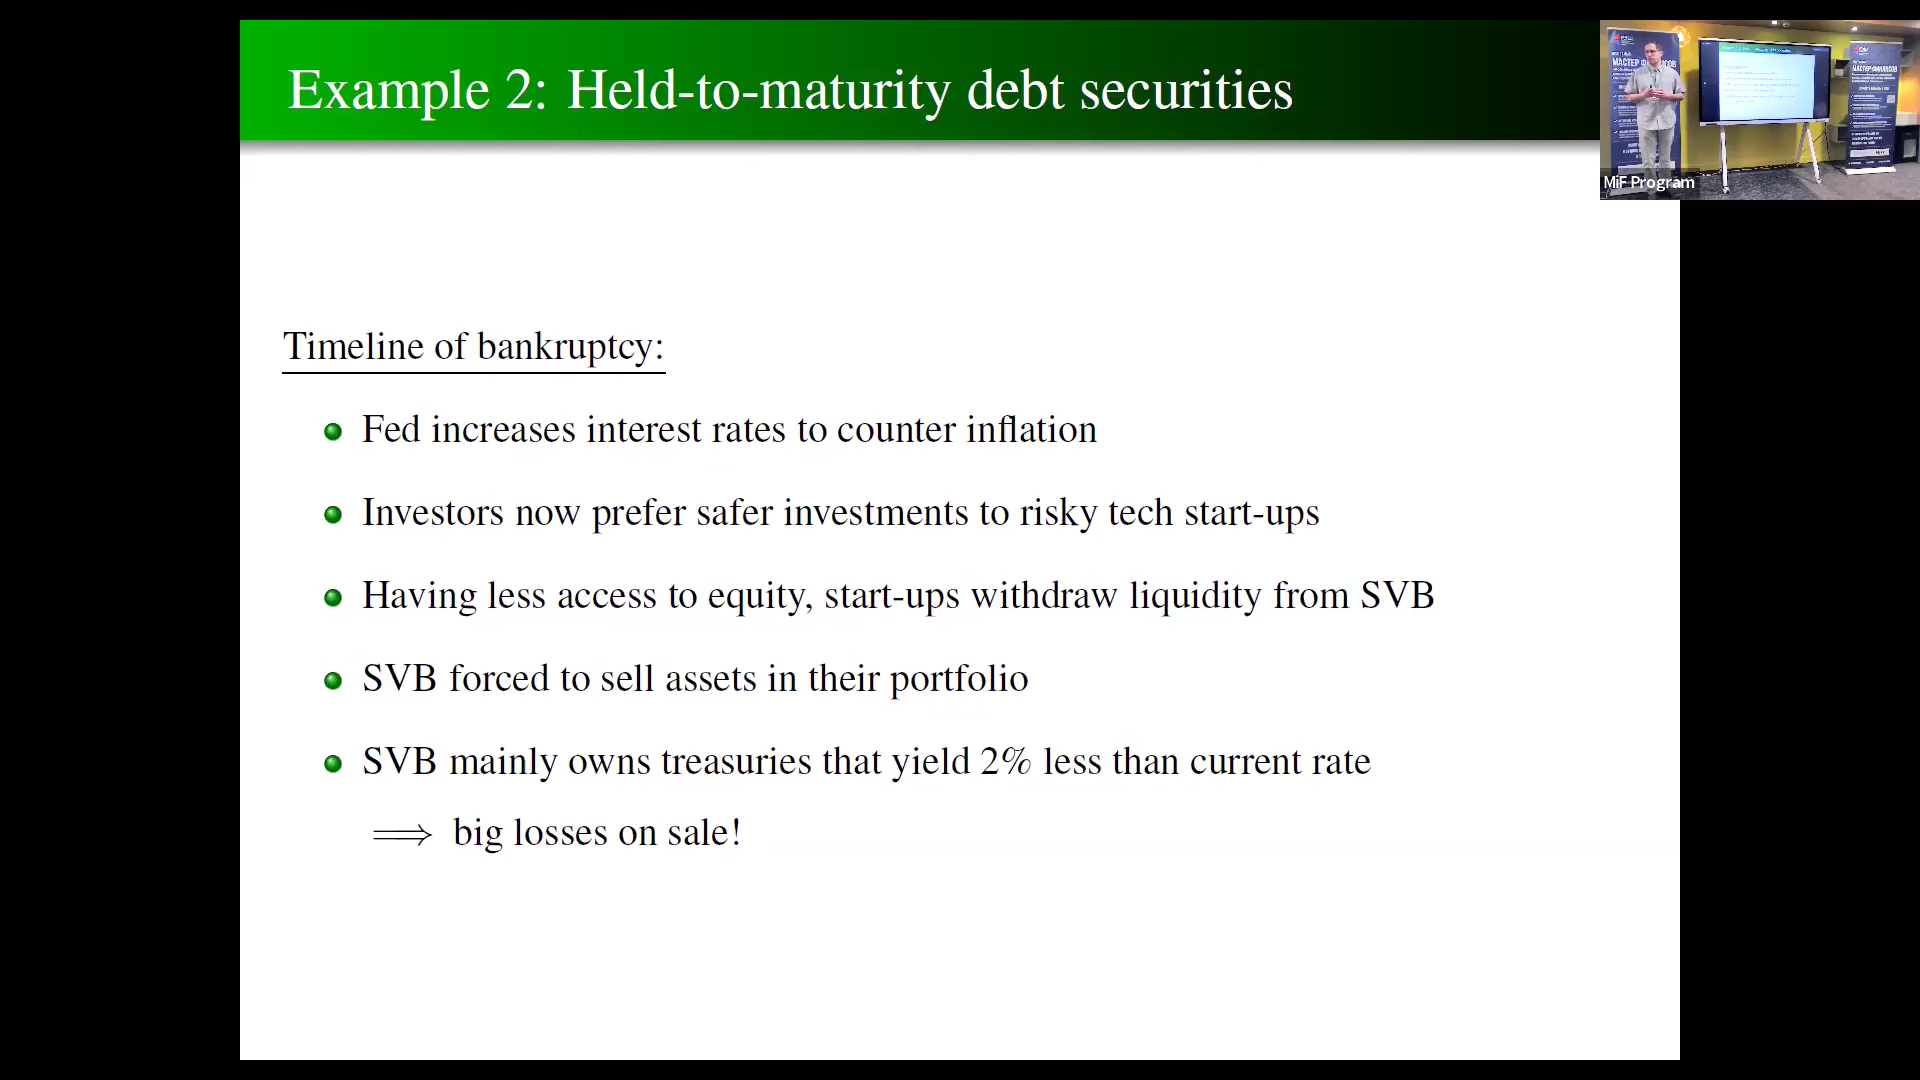 Example 2: Held-to-maturity debt securities
МАСТЕР ФИНАНСОВ
MiF Program
Timeline of bankruptcy:
Fed increases interest rates to counter inflation
Investors now prefer safer investments to risky tech start-ups
Having less access to equity, start-ups withdraw liquidity from SVB
SVB forced to sell assets in their portfolio
SVB mainly owns treasuries that yield 2% less than current rate
⟹ big losses on sale!